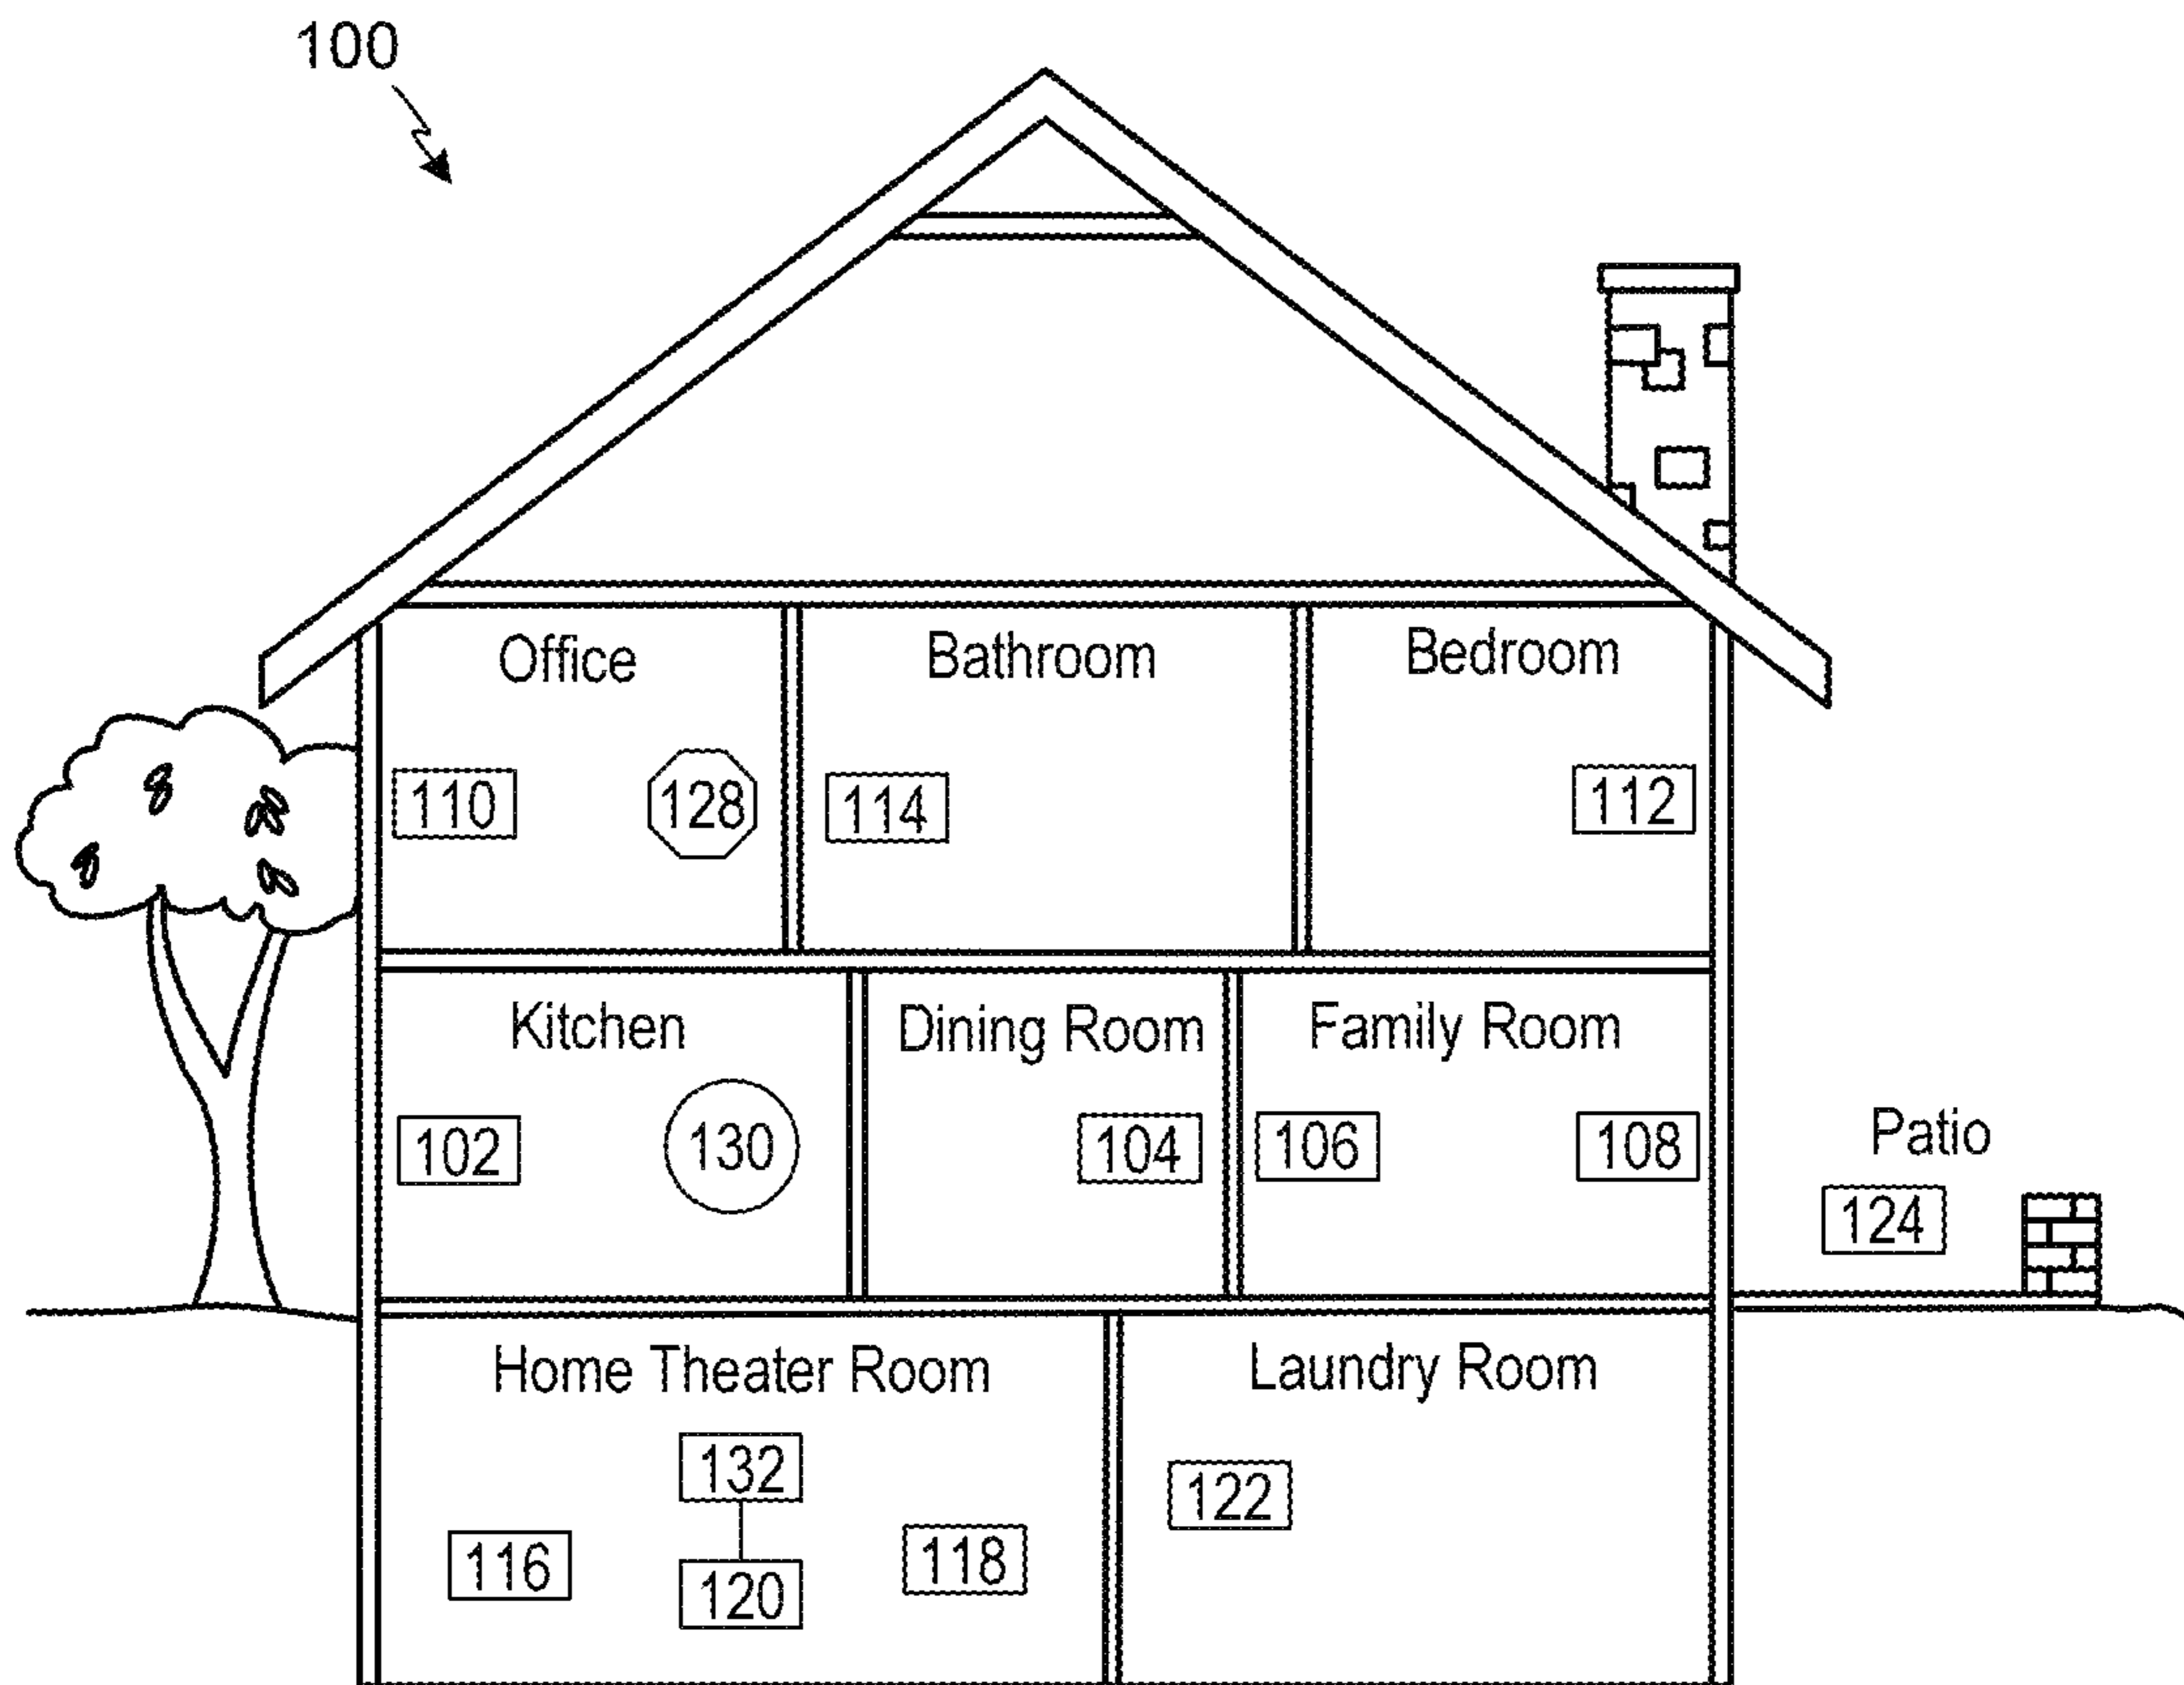 100
Office
Bathroom
Bedroom
110
128
114
112
Kitchen
Dining Room
Family Room
102
130
104
106
108
Patio
124
Home Theater Room
Laundry Room
132
122
116
120
118